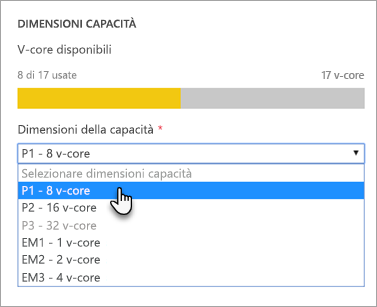 DIMENSIONI CAPACITÀ
V-core disponibili
8 di 17 usate 17 v-core
Dimensioni della capacità *
P1 - 8 v-core
Selezionare dimensioni capacità
P1 - 8 v-core
P2 - 16 v-core
P3 - 32 v-core
EM1 - 1 v-core
EM2 - 2 v-core
EM3 - 4 v-core